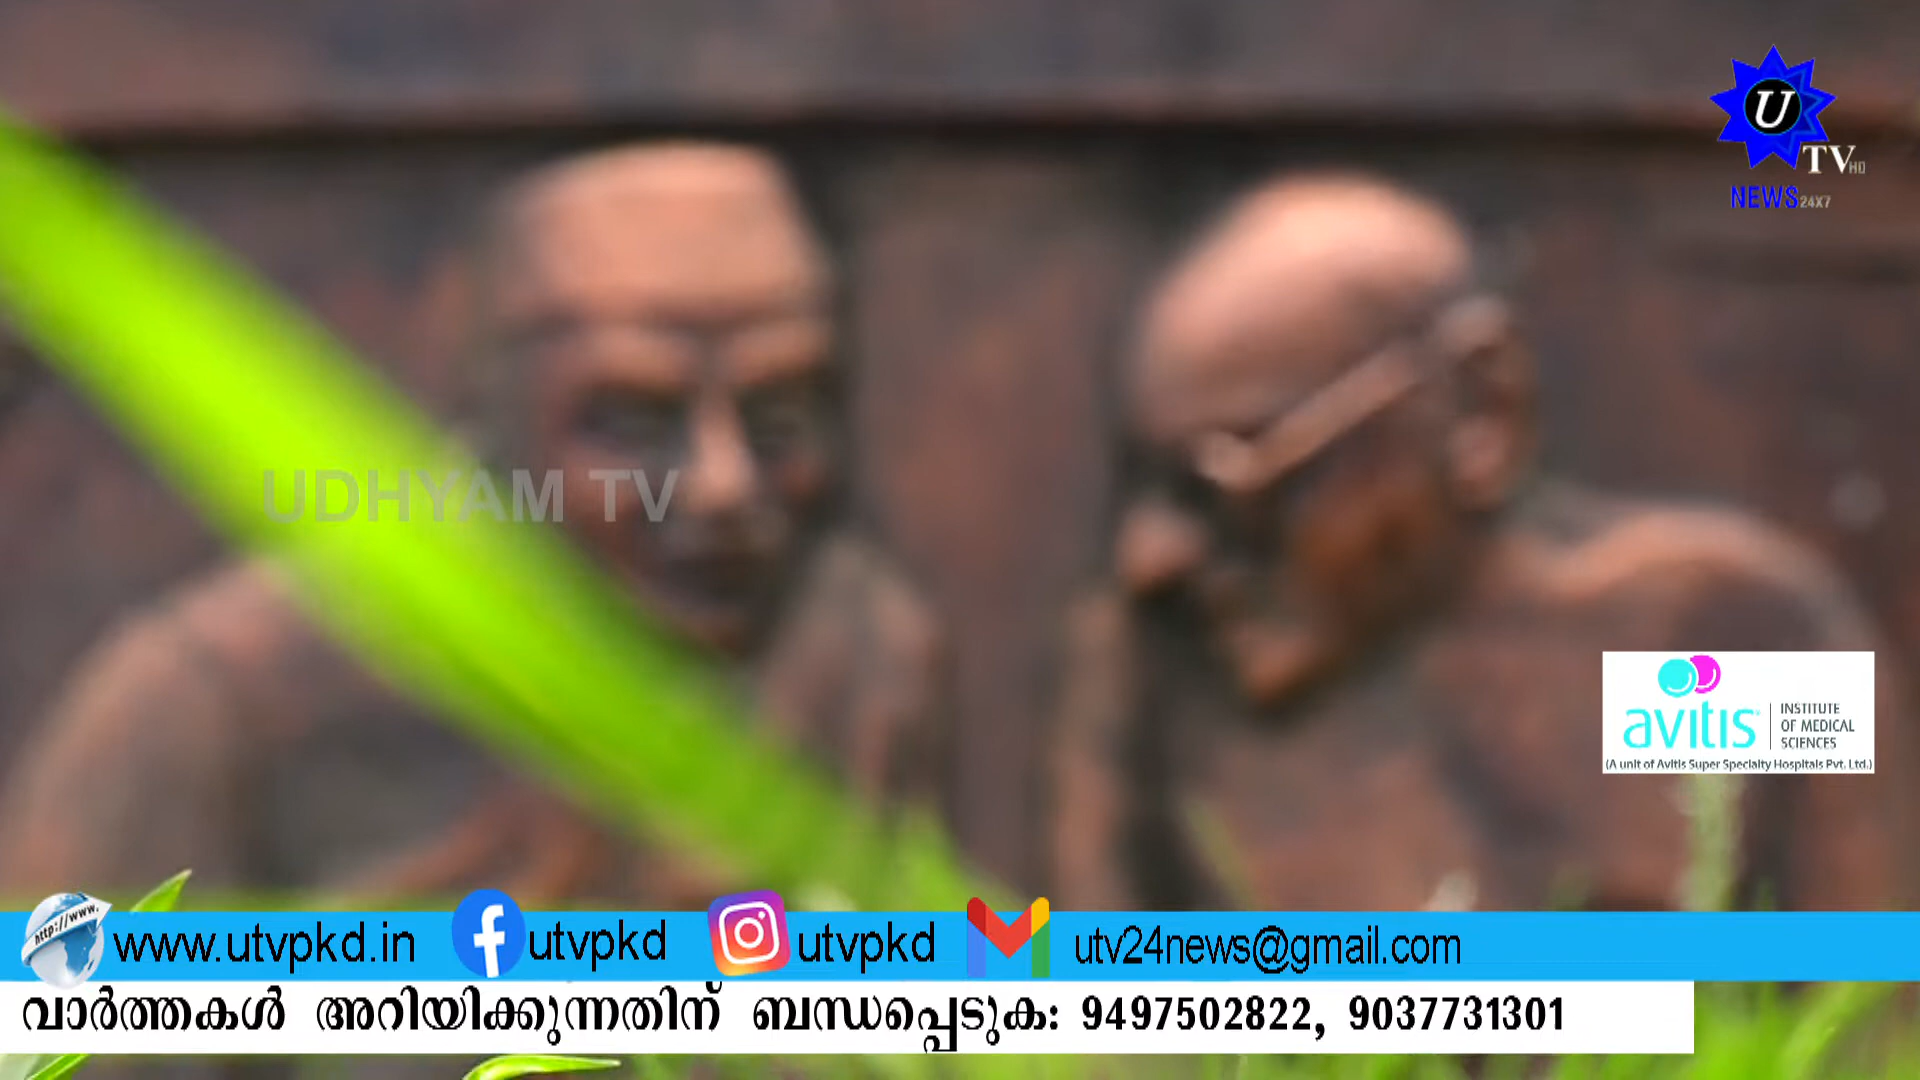 U
TV HD
NEWS 24X7
UDHYAM TV
avitis
INSTITUTE
OF MEDICAL
SCIENCES
(A unit of Avitis Super Specialty Hospitals Pvt. Ltd.)
http://www.
www.utvpkd.in utvpkd utvpkd utv24news@gmail.com
വാർത്തകൾ അറിയിക്കുന്നതിന് ബന്ധപ്പെടുക: 9497502822, 9037731301